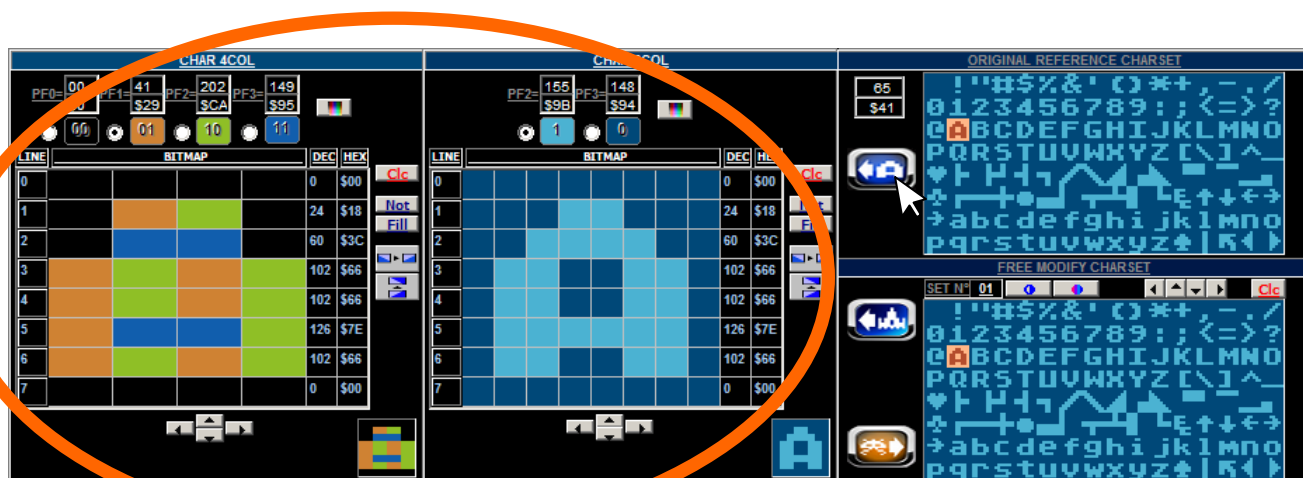 CHAR 4COL
PF0= 00 PF1= 41 $29 PF2= 202 $CA PF3= 149 $95
00 01 10 11
LINE BITMAP DEC HEX
0 0 $00 Clc
1 24 $18 Not
Fill
2 60 $3C
3 102 $66
4 102 $66
5 126 $7E
6 102 $66
7 0 $00
PF2= 155 $9B PF3= 148 $94
1 0
LINE BITMAP DEC
0 0 $00 Clc
1 24 $18
2 60 $3C
3 102 $66
4 102 $66
5 126 $7E
6 102 $66
7 0 $00
A
ORIGINAL REFERENCE CHARSET
65
$41
!"#$%&'()*+,-./
0123456789:;<=>?
@ABCDEFGHIJKLMNO
PQRSTUVWXYZ[\]^_
abcdefghijklmno
pqrstuvwxyz
FREE MODIFY CHARSET
SET N° 01 Clc
!"#$%&'()*+,-./
0123456789:;<=>?
@ABCDEFGHIJKLMNO
PQRSTUVWXYZ[\]^_
abcdefghijklmno
pqrstuvwxyz